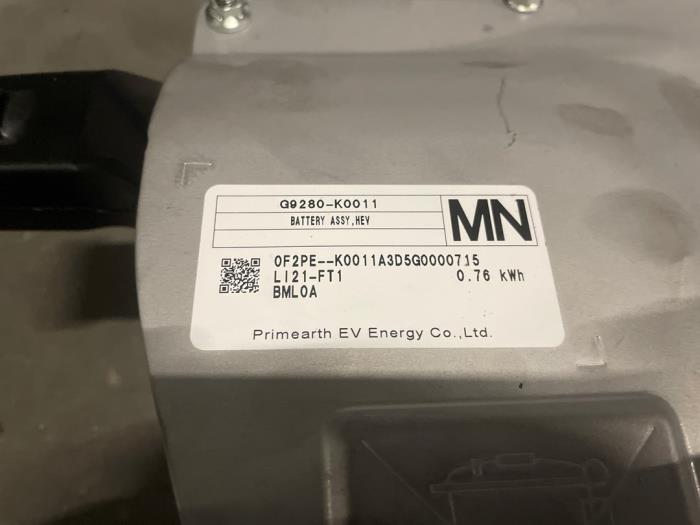 G9280-K0011
BATTERY ASSY,HEV
MN
0F2PE--K0011A3D5G0000715
LI21-FT1 0.76 kWh
BML0A
Primearth EV Energy Co.,Ltd.